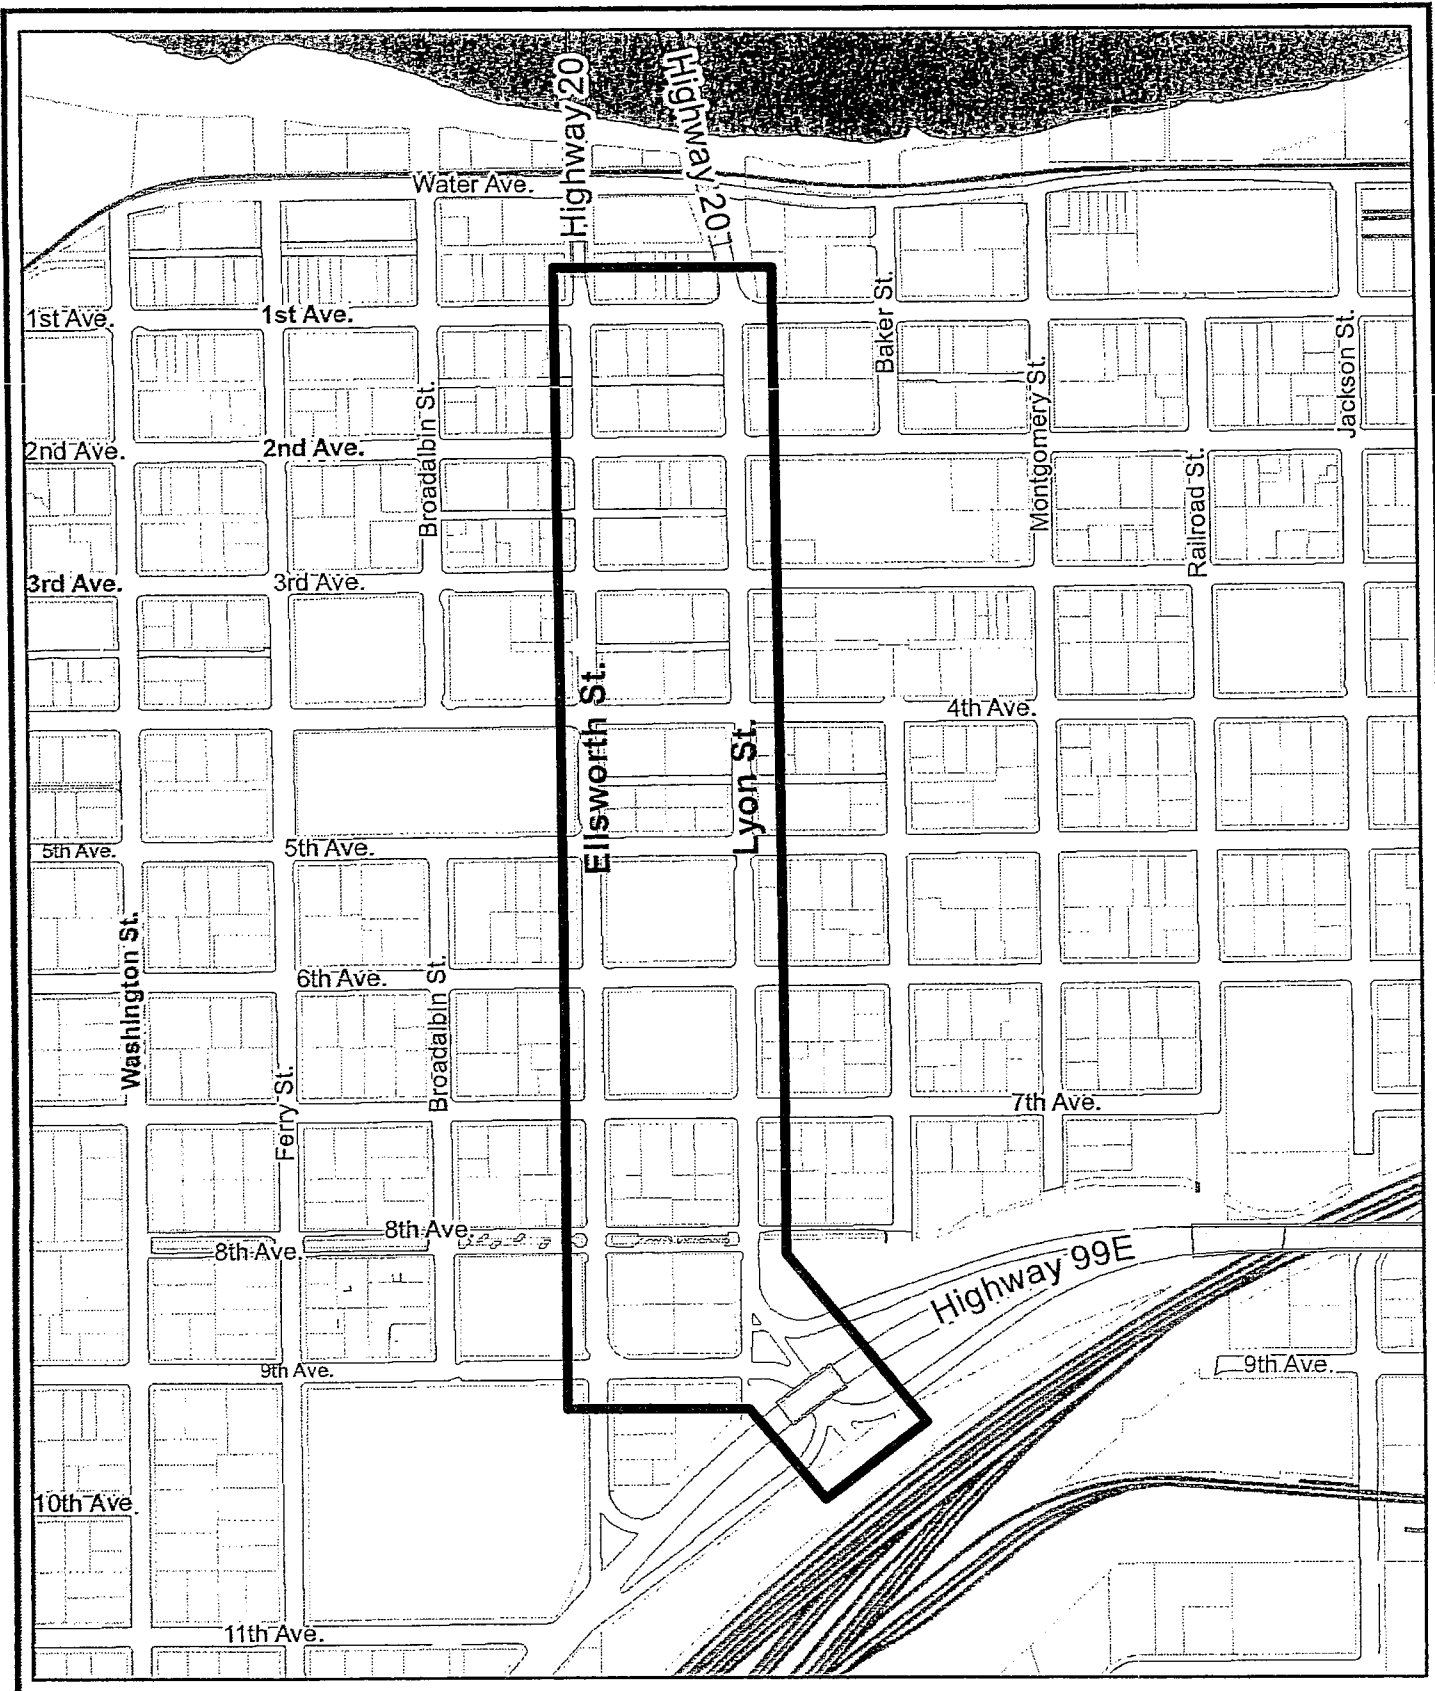 Highway 20
Highway 20
Water Ave.
1st Ave.
1st Ave.
Baker St.
Jackson St.
Broadalbin St.
Montgomery St.
2nd Ave.
2nd Ave.
Railroad St.
3rd Ave.
3rd Ave.
Ellsworth St.
Lyon St.
4th Ave.
5th Ave.
5th Ave.
Washington St.
6th Ave.
Broadalbin St.
Ferry St.
7th Ave.
8th Ave.
8th Ave.
Highway 99E
9th Ave.
9th Ave.
10th Ave.
11th Ave.